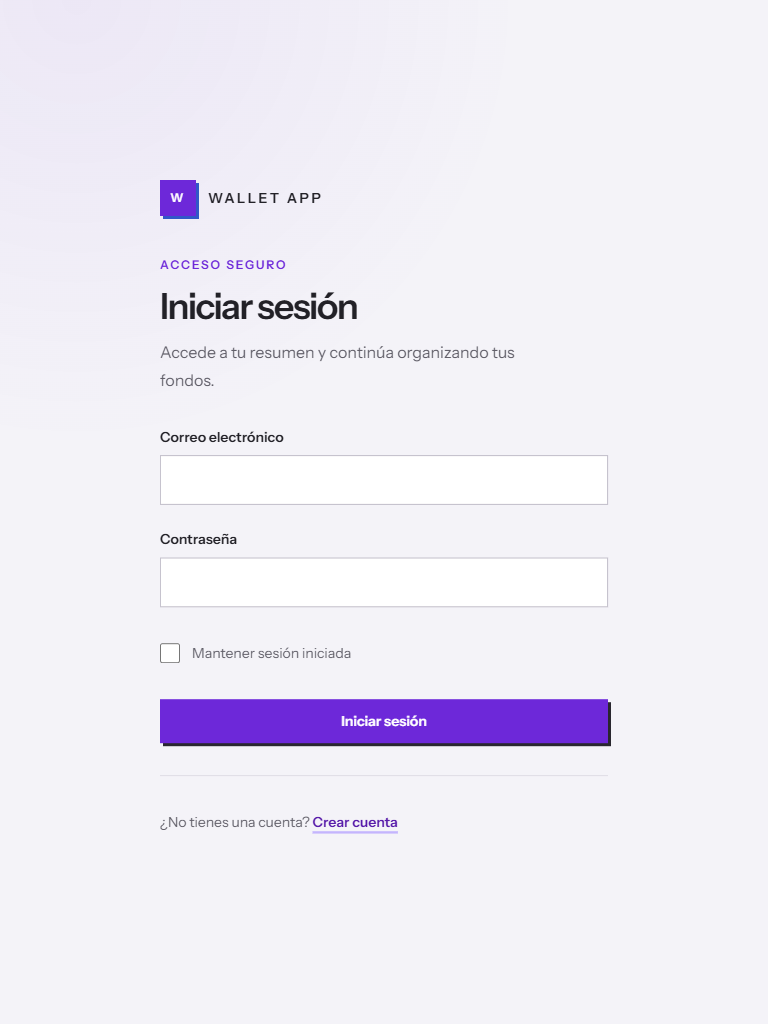 W
WALLET APP
ACCESO SEGURO
Iniciar sesión
Accede a tu resumen y continúa organizando tus
fondos.
Correo electrónico
Contraseña
Mantener sesión iniciada
Iniciar sesión
¿No tienes una cuenta? Crear cuenta